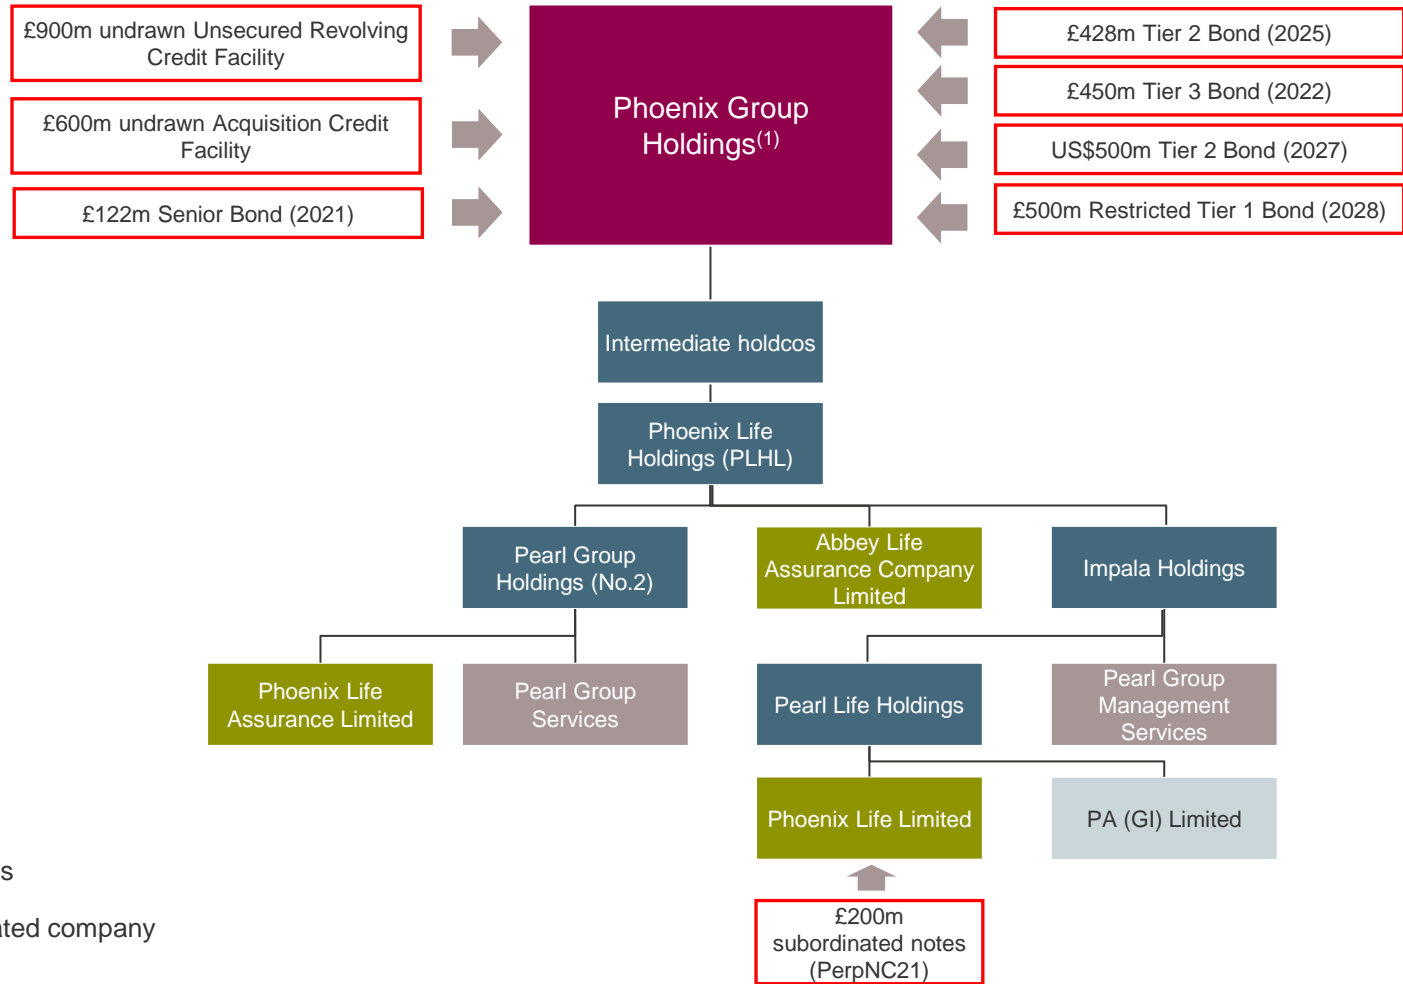 £900m undrawn Unsecured Revolving
Credit Facility
£600m undrawn Acquisition Credit
Facility
£122m Senior Bond (2021)
Phoenix Group
Holdings(1)
£428m Tier 2 Bond (2025)
£450m Tier 3 Bond (2022)
US$500m Tier 2 Bond (2027)
£500m Restricted Tier 1 Bond (2028)
Intermediate holdcos
Phoenix Life
Holdings (PLHL)
Pearl Group
Holdings (No.2)
Abbey Life
Assurance Company
Limited
Impala Holdings
Phoenix Life
Assurance Limited
Pearl Group
Services
Pearl Life Holdings
Pearl Group
Management
Services
Phoenix Life Limited
PA (GI) Limited
£200m
subordinated notes
(PerpNC21)
company